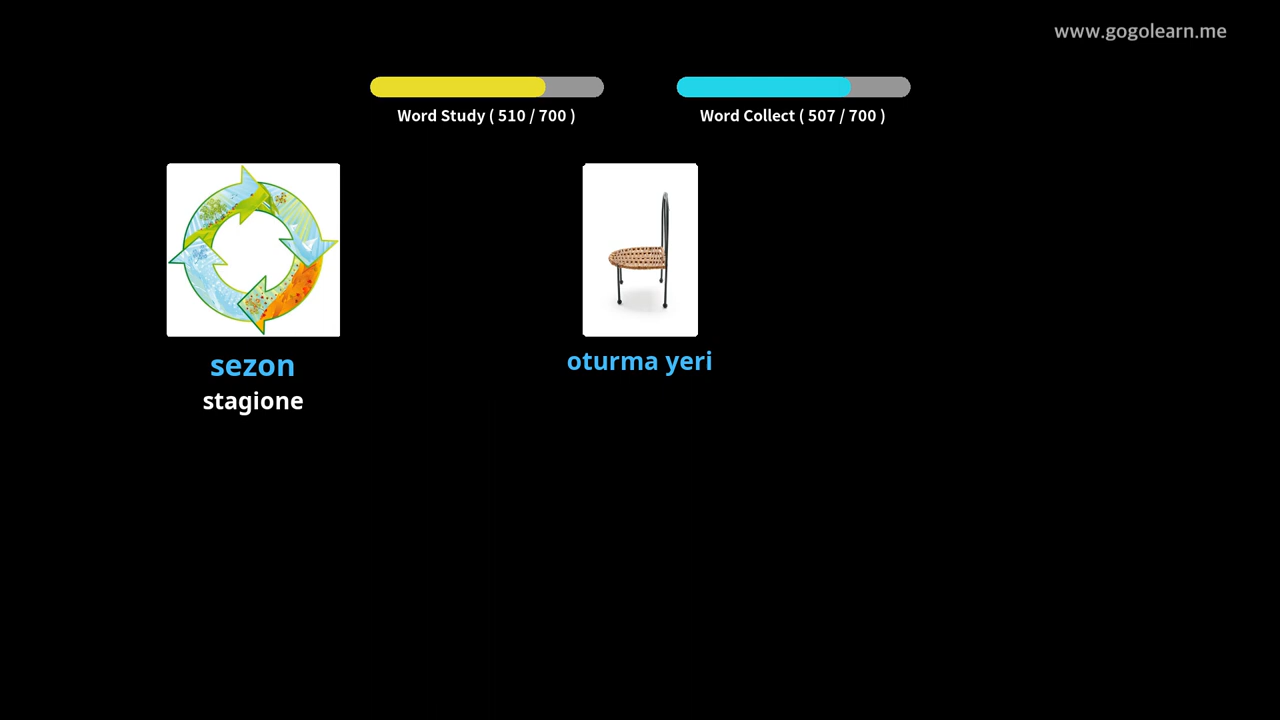 www.gogolearn.me
Word Study ( 510 / 700 )
Word Collect ( 507 / 700 )
sezon
stagione
oturma yeri